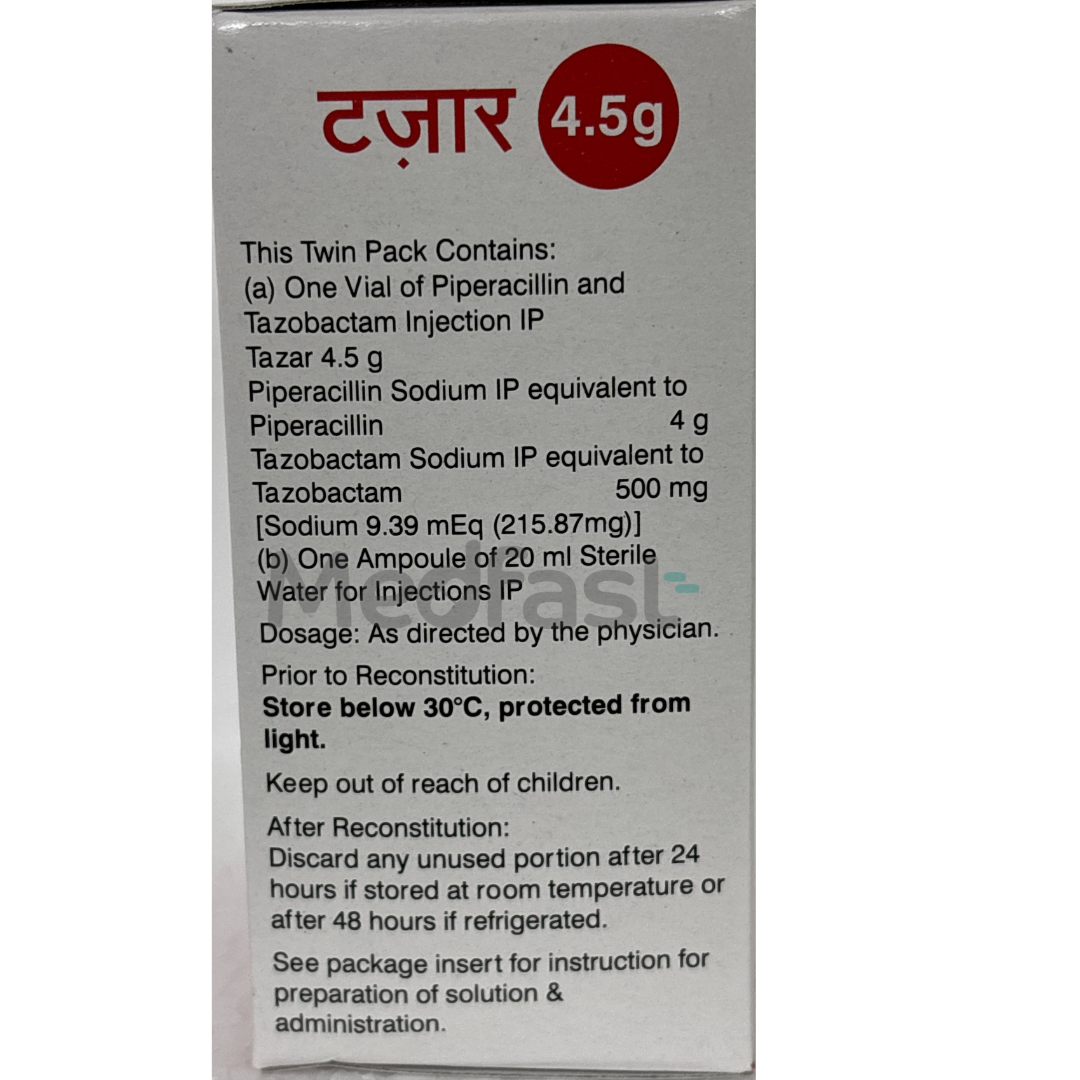 टज़ार 4.5g
This Twin Pack Contains:
(a) One Vial of Piperacillin and
Tazobactam Injection IP
Tazar 4.5 g
Piperacillin Sodium IP equivalent to
Piperacillin 4 g
Tazobactam Sodium IP equivalent to
Tazobactam 500 mg
[Sodium 9.39 mEq (215.87mg)]
(b) One Ampoule of 20 ml Sterile
Water for Injections IP
Medfast
Dosage: As directed by the physician.
Prior to Reconstitution:
Store below 30°C, protected from
light.
Keep out of reach of children.
After Reconstitution:
Discard any unused portion after 24
hours if stored at room temperature or
after 48 hours if refrigerated.
See package insert for instruction for
preparation of solution &
administration.